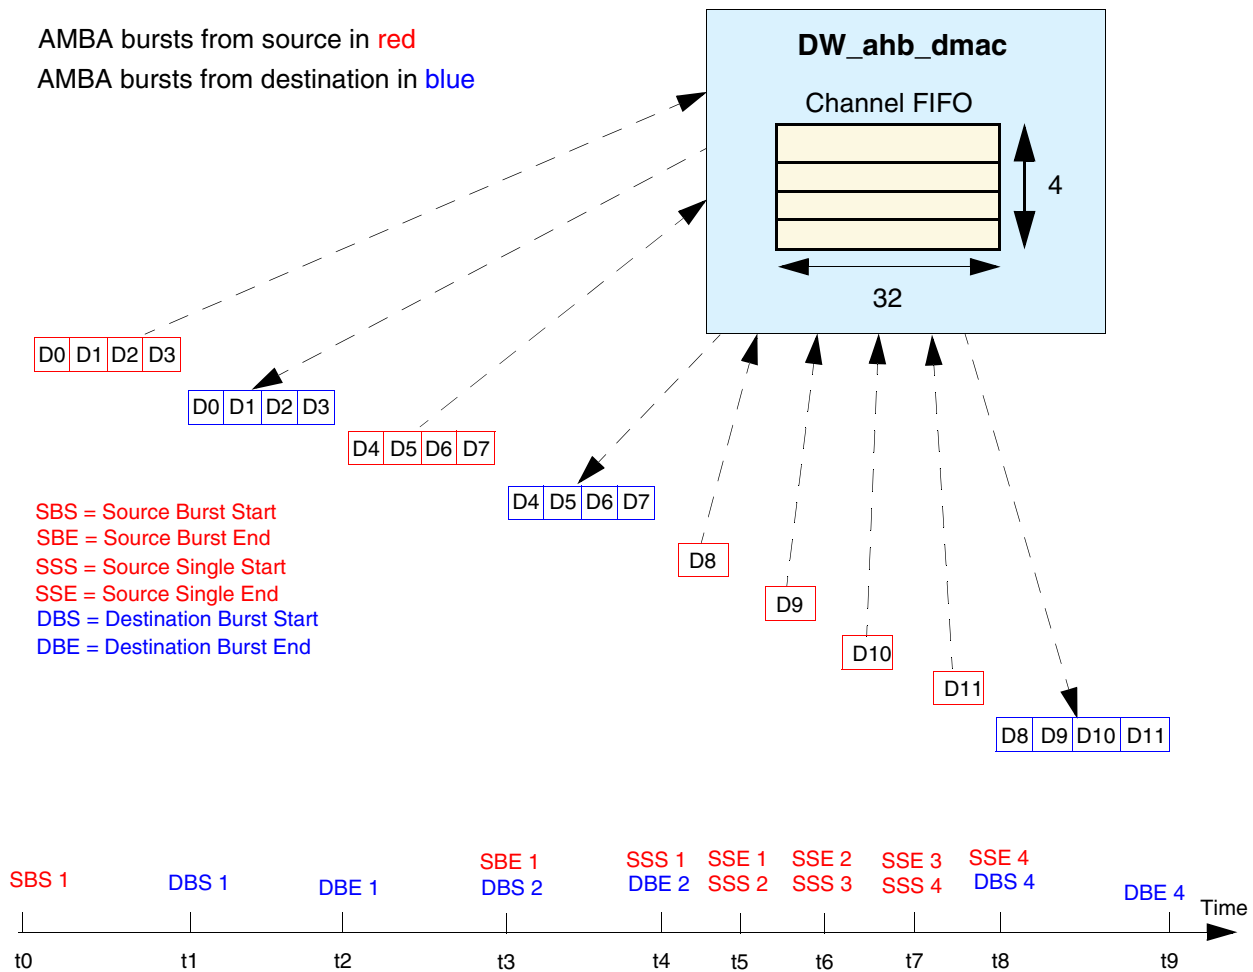 AMBA bursts from source in red
AMBA bursts from destination in blue
DW_ahb_dmac
Channel FIFO
4
32
D0 D1 D2 D3
D0 D1 D2 D3
D4 D5 D6 D7
D4 D5 D6 D7
D8
D9
D10
D11
D8 D9 D10 D11
SBS = Source Burst Start
SBE = Source Burst End
SSS = Source Single Start
SSE = Source Single End
DBS = Destination Burst Start
DBE = Destination Burst End
SBE 1 SSS 1 SSE 1 SSE 2 SSE 3 SSE 4
SBS 1 DBS 1 DBE 1 DBS 2 DBE 2 SSS 2 SSS 3 SSS 4 DBS 4 DBE 4
Time
t0 t1 t2 t3 t4 t5 t6 t7 t8 t9